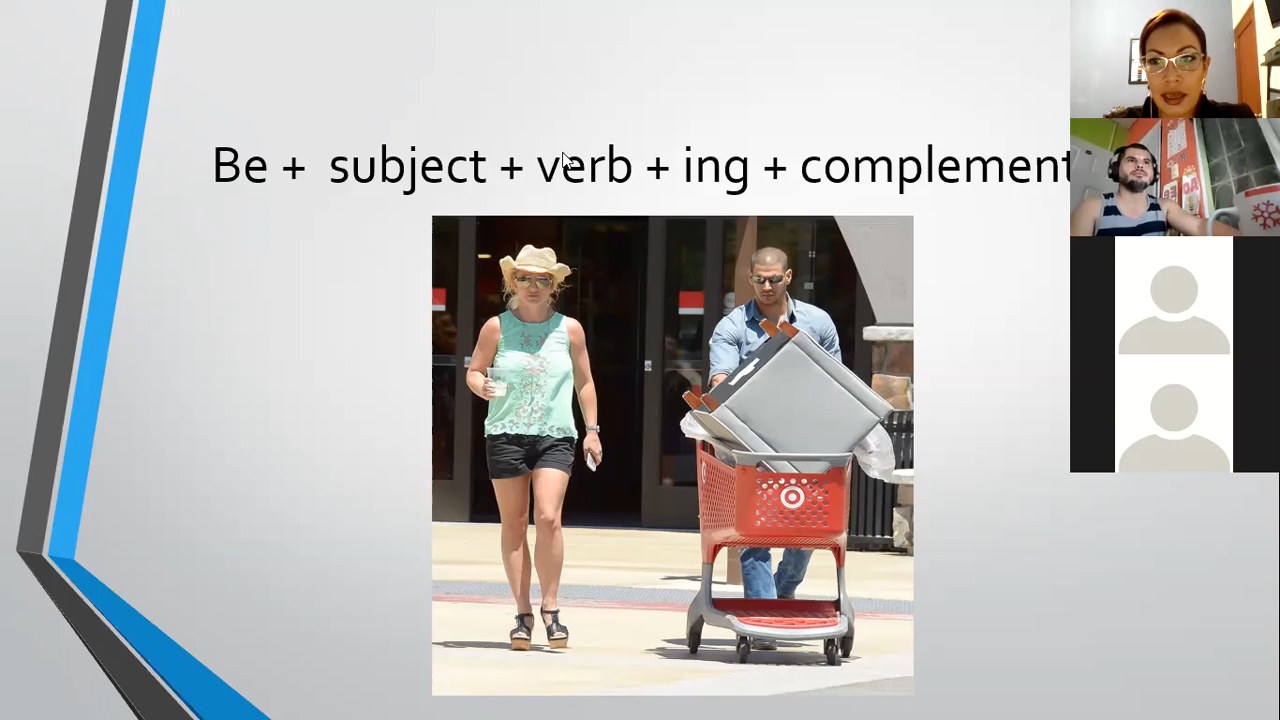 Be + subject + verb + ing + complement